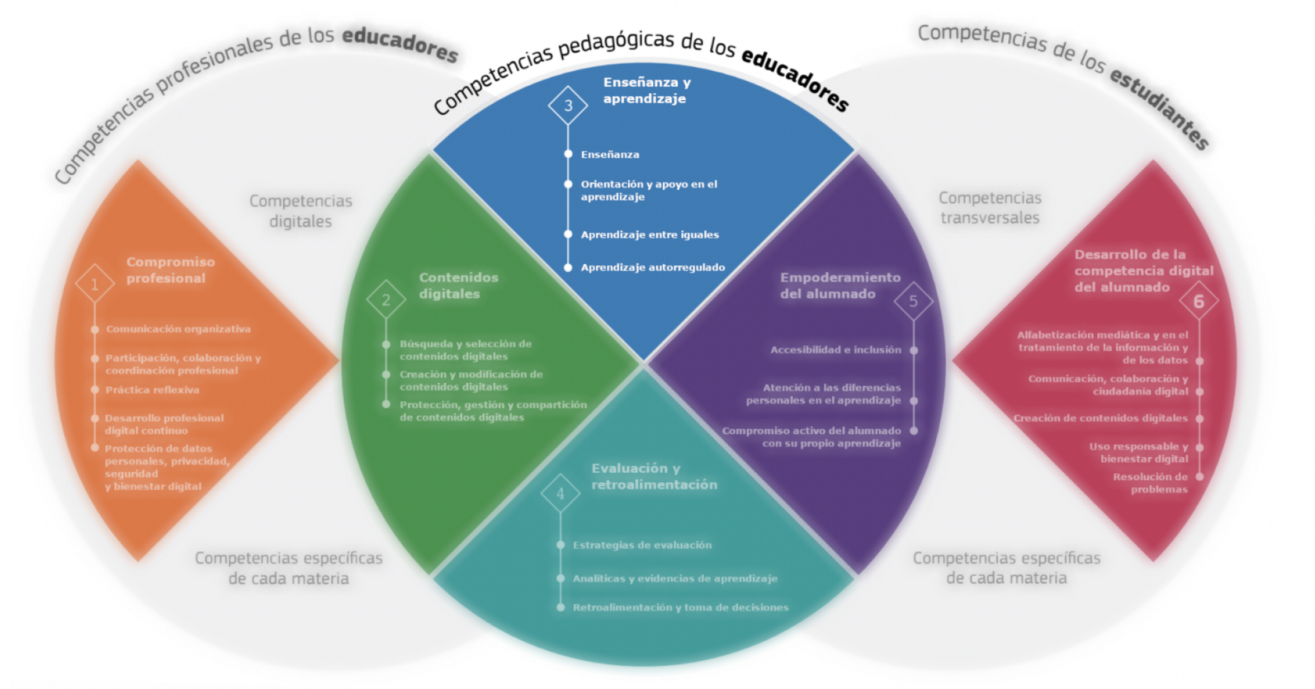 Competencias profesionales de los educadores
Competencias pedagógicas de los educadores
Competencias de los estudiantes
Competencias
digitales
Competencias
transversales
Competencias específicas
de cada materia
Competencias específicas
de cada materia
1
Compromiso
profesional
Comunicación organizativa
Participación, colaboración y
coordinación profesional
Práctica reflexiva
Desarrollo profesional
digital continuo
Protección de datos
personales, privacidad,
seguridad
y bienestar digital
2
Contenidos
digitales
Búsqueda y selección de
contenidos digitales
Creación y modificación de
contenidos digitales
Protección, gestión y compartición
de contenidos digitales
3
Enseñanza y
aprendizaje
Enseñanza
Orientación y apoyo en el
aprendizaje
Aprendizaje entre iguales
Aprendizaje autorregulado
4
Evaluación y
retroalimentación
Estrategias de evaluación
Analíticas y evidencias de aprendizaje
Retroalimentación y toma de decisiones
5
Empoderamiento
del alumnado
Accesibilidad e inclusión
Atención a las diferencias
personales en el aprendizaje
Compromiso activo del alumnado
con su propio aprendizaje
6
Desarrollo de la
competencia digital
del alumnado
Alfabetización mediática y en el
tratamiento de la información y
de los datos
Comunicación, colaboración y
ciudadanía digital
Creación de contenidos digitales
Uso responsable y
bienestar digital
Resolución de
problemas